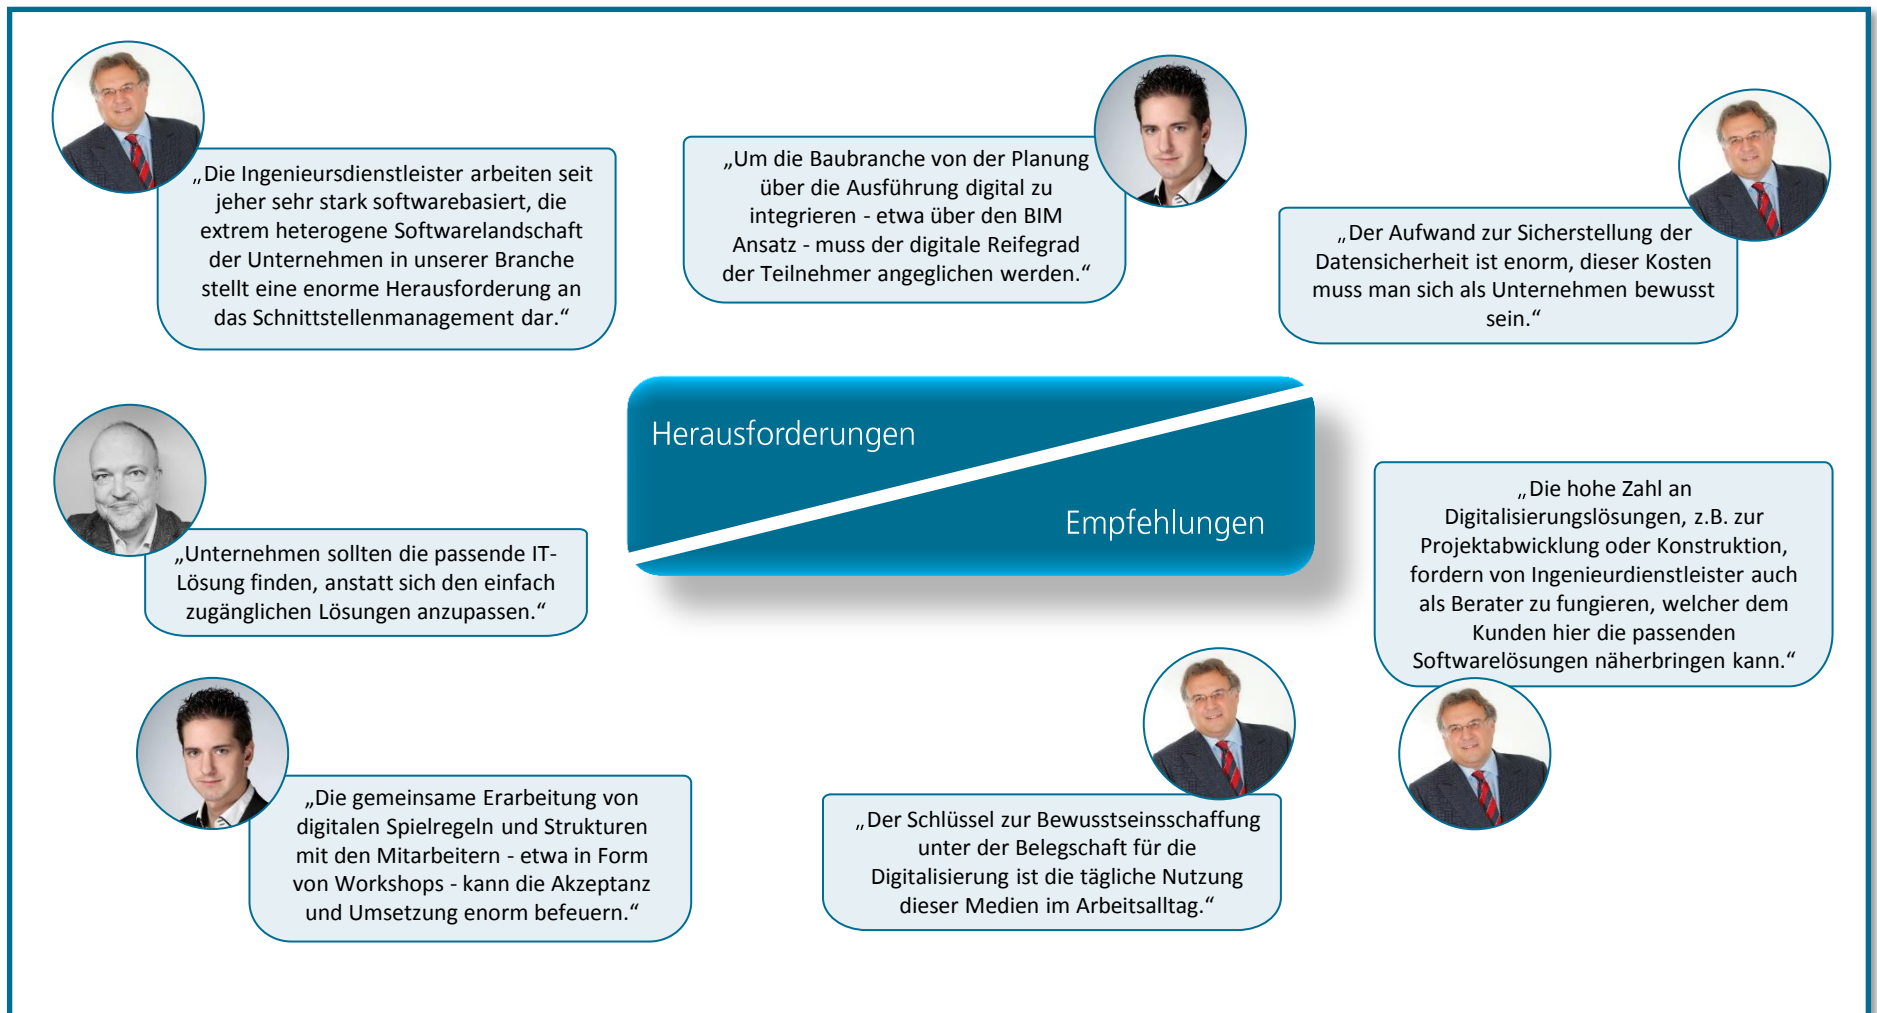 „Die Ingenieursdienstleister arbeiten seit
jeher sehr stark softwarebasiert, die
extrem heterogene Softwarelandschaft
der Unternehmen in unserer Branche
stellt eine enorme Herausforderung an
das Schnittstellenmanagement dar.“
„Um die Baubranche von der Planung
über die Ausführung digital zu
integrieren - etwa über den BIM
Ansatz - muss der digitale Reifegrad
der Teilnehmer angeglichen werden.“
„Der Aufwand zur Sicherstellung der
Datensicherheit ist enorm, dieser Kosten
muss man sich als Unternehmen bewusst
sein.“
Herausforderungen
Empfehlungen
„Unternehmen sollten die passende IT-
Lösung finden, anstatt sich den einfach
zugänglichen Lösungen anzupassen.“
„Die hohe Zahl an
Digitalisierungslösungen, z.B. zur
Projektabwicklung oder Konstruktion,
fordern von Ingenieurdienstleister auch
als Berater zu fungieren, welcher dem
Kunden hier die passenden
Softwarelösungen näherbringen kann.“
„Die gemeinsame Erarbeitung von
digitalen Spielregeln und Strukturen
mit den Mitarbeitern - etwa in Form
von Workshops - kann die Akzeptanz
und Umsetzung enorm befeuern.“
„Der Schlüssel zur Bewusstseinsschaffung
unter der Belegschaft für die
Digitalisierung ist die tägliche Nutzung
dieser Medien im Arbeitsalltag.“